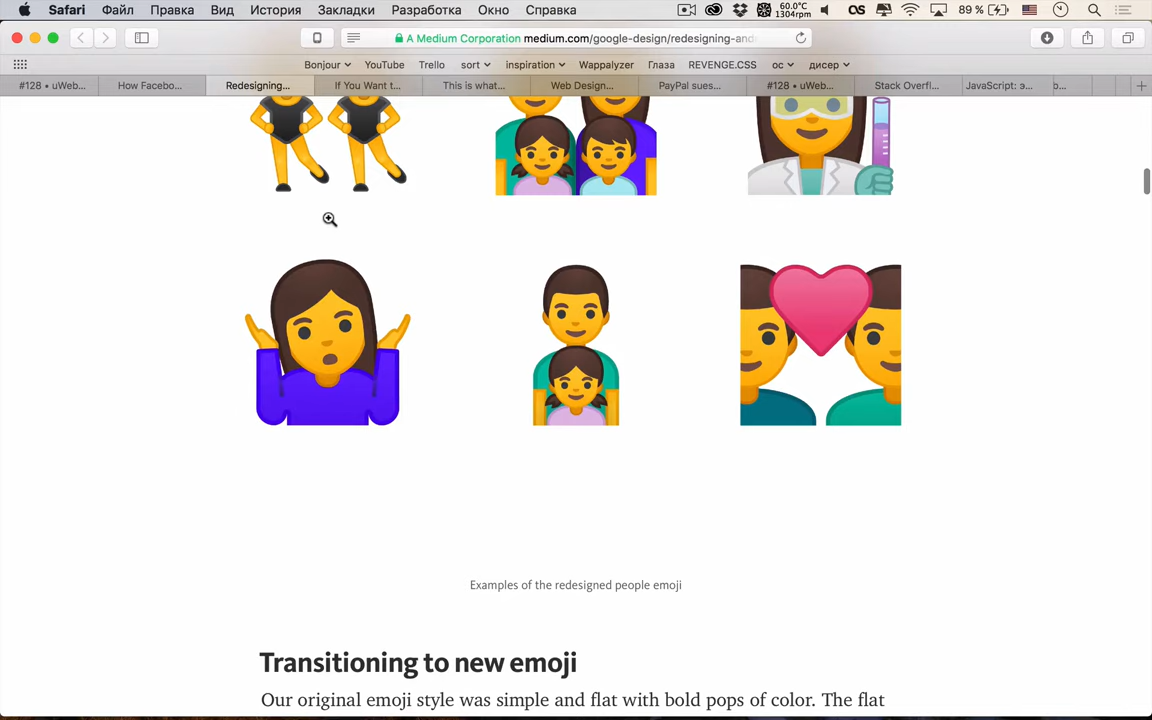 Safari Файл Правка Вид История Закладки Разработка Окно Справка 60.0°C 1304rpm 89 %
A Medium Corporation medium.com/google-design/redesigning-and
Bonjour YouTube Trello sort inspiration Wappalyzer Глаза REVENGE.CSS ос дисер
#128 • uWeb... How Facebo... Redesigning... If You Want t... This is what... Web Design... PayPal sues... #128 • uWeb... Stack Overfl... JavaScript: э... b...
Examples of the redesigned people emoji
Transitioning to new emoji
Our original emoji style was simple and flat with bold pops of color. The flat